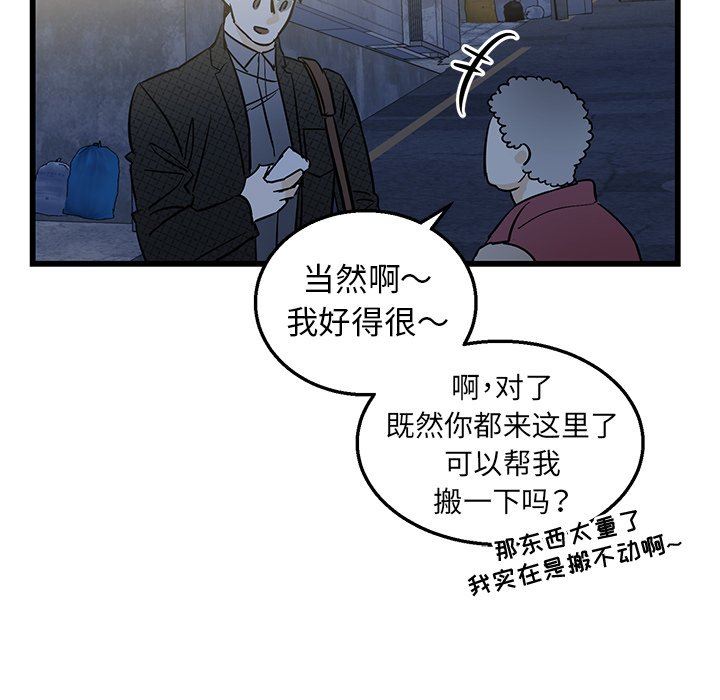 当然啊～
我好得很～
啊，对了
既然你都来这里了
可以帮我
搬一下吗？
那东西太重了
我实在是搬不动啊~